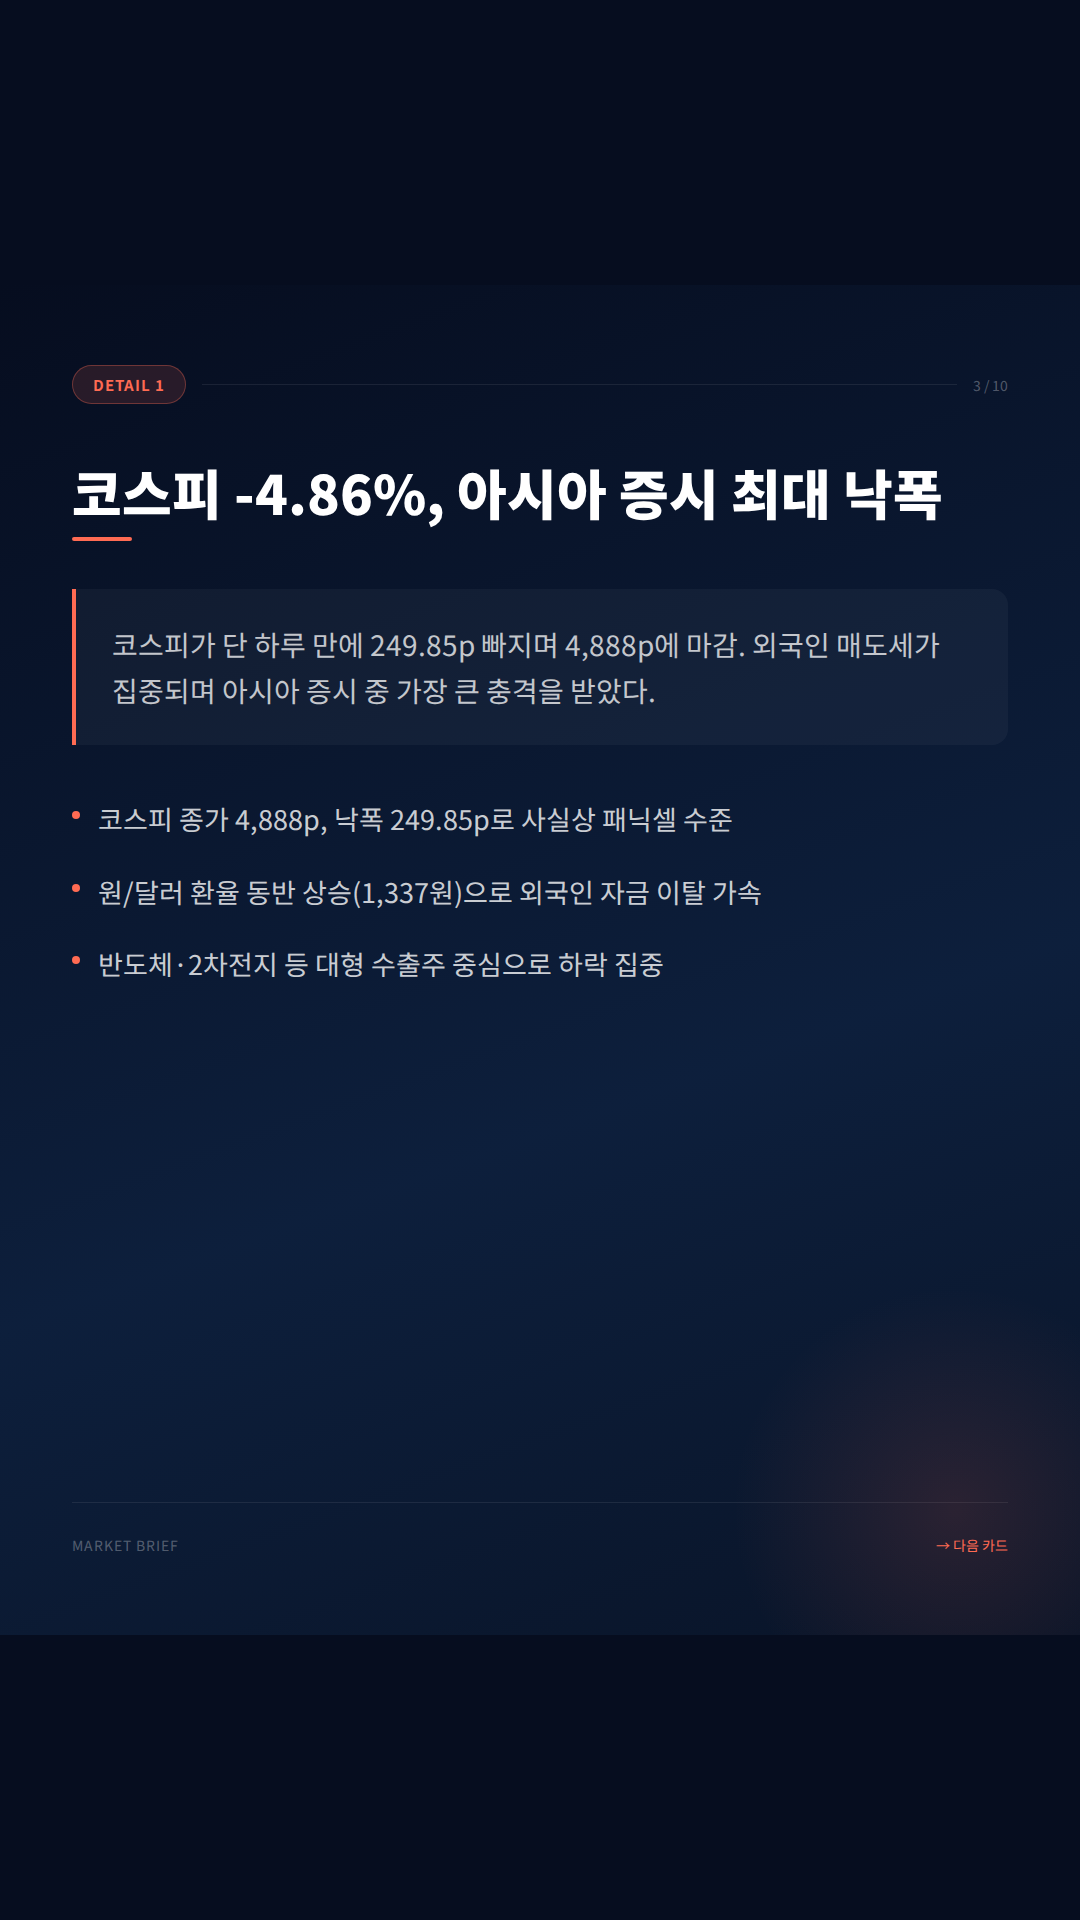 DETAIL 1
3 / 10
코스피 -4.86%, 아시아 증시 최대 낙폭
코스피가 단 하루 만에 249.85p 빠지며 4,888p에 마감. 외국인 매도세가
집중되며 아시아 증시 중 가장 큰 충격을 받았다.
• 코스피 종가 4,888p, 낙폭 249.85p로 사실상 패닉셀 수준
• 원/달러 환율 동반 상승(1,337원)으로 외국인 자금 이탈 가속
• 반도체·2차전지 등 대형 수출주 중심으로 하락 집중
MARKET BRIEF
→ 다음 카드